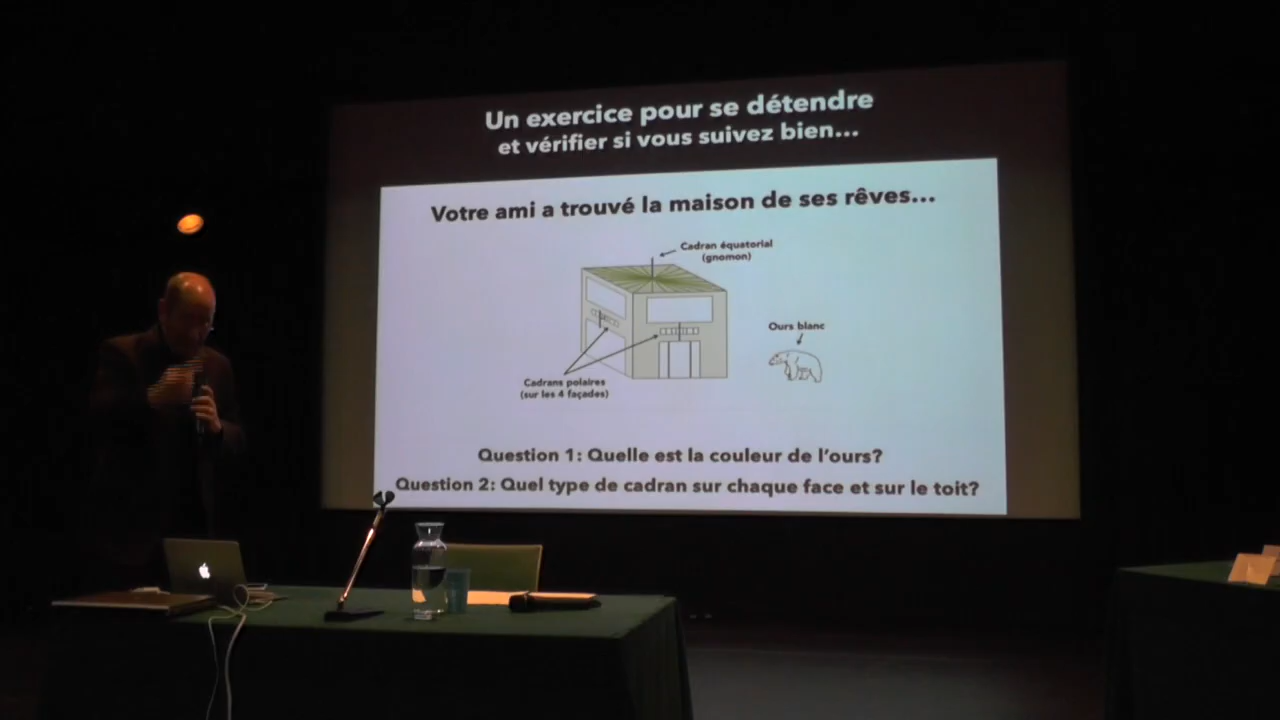 Un exercice pour se détendre
et vérifier si vous suivez bien...
Votre ami a trouvé la maison de ses rêves...
Cadran équatorial
(gnomon)
Ours blanc
Cadrans polaires
(sur les 4 façades)
Question 1: Quelle est la couleur de l'ours?
Question 2: Quel type de cadran sur chaque face et sur le toit?